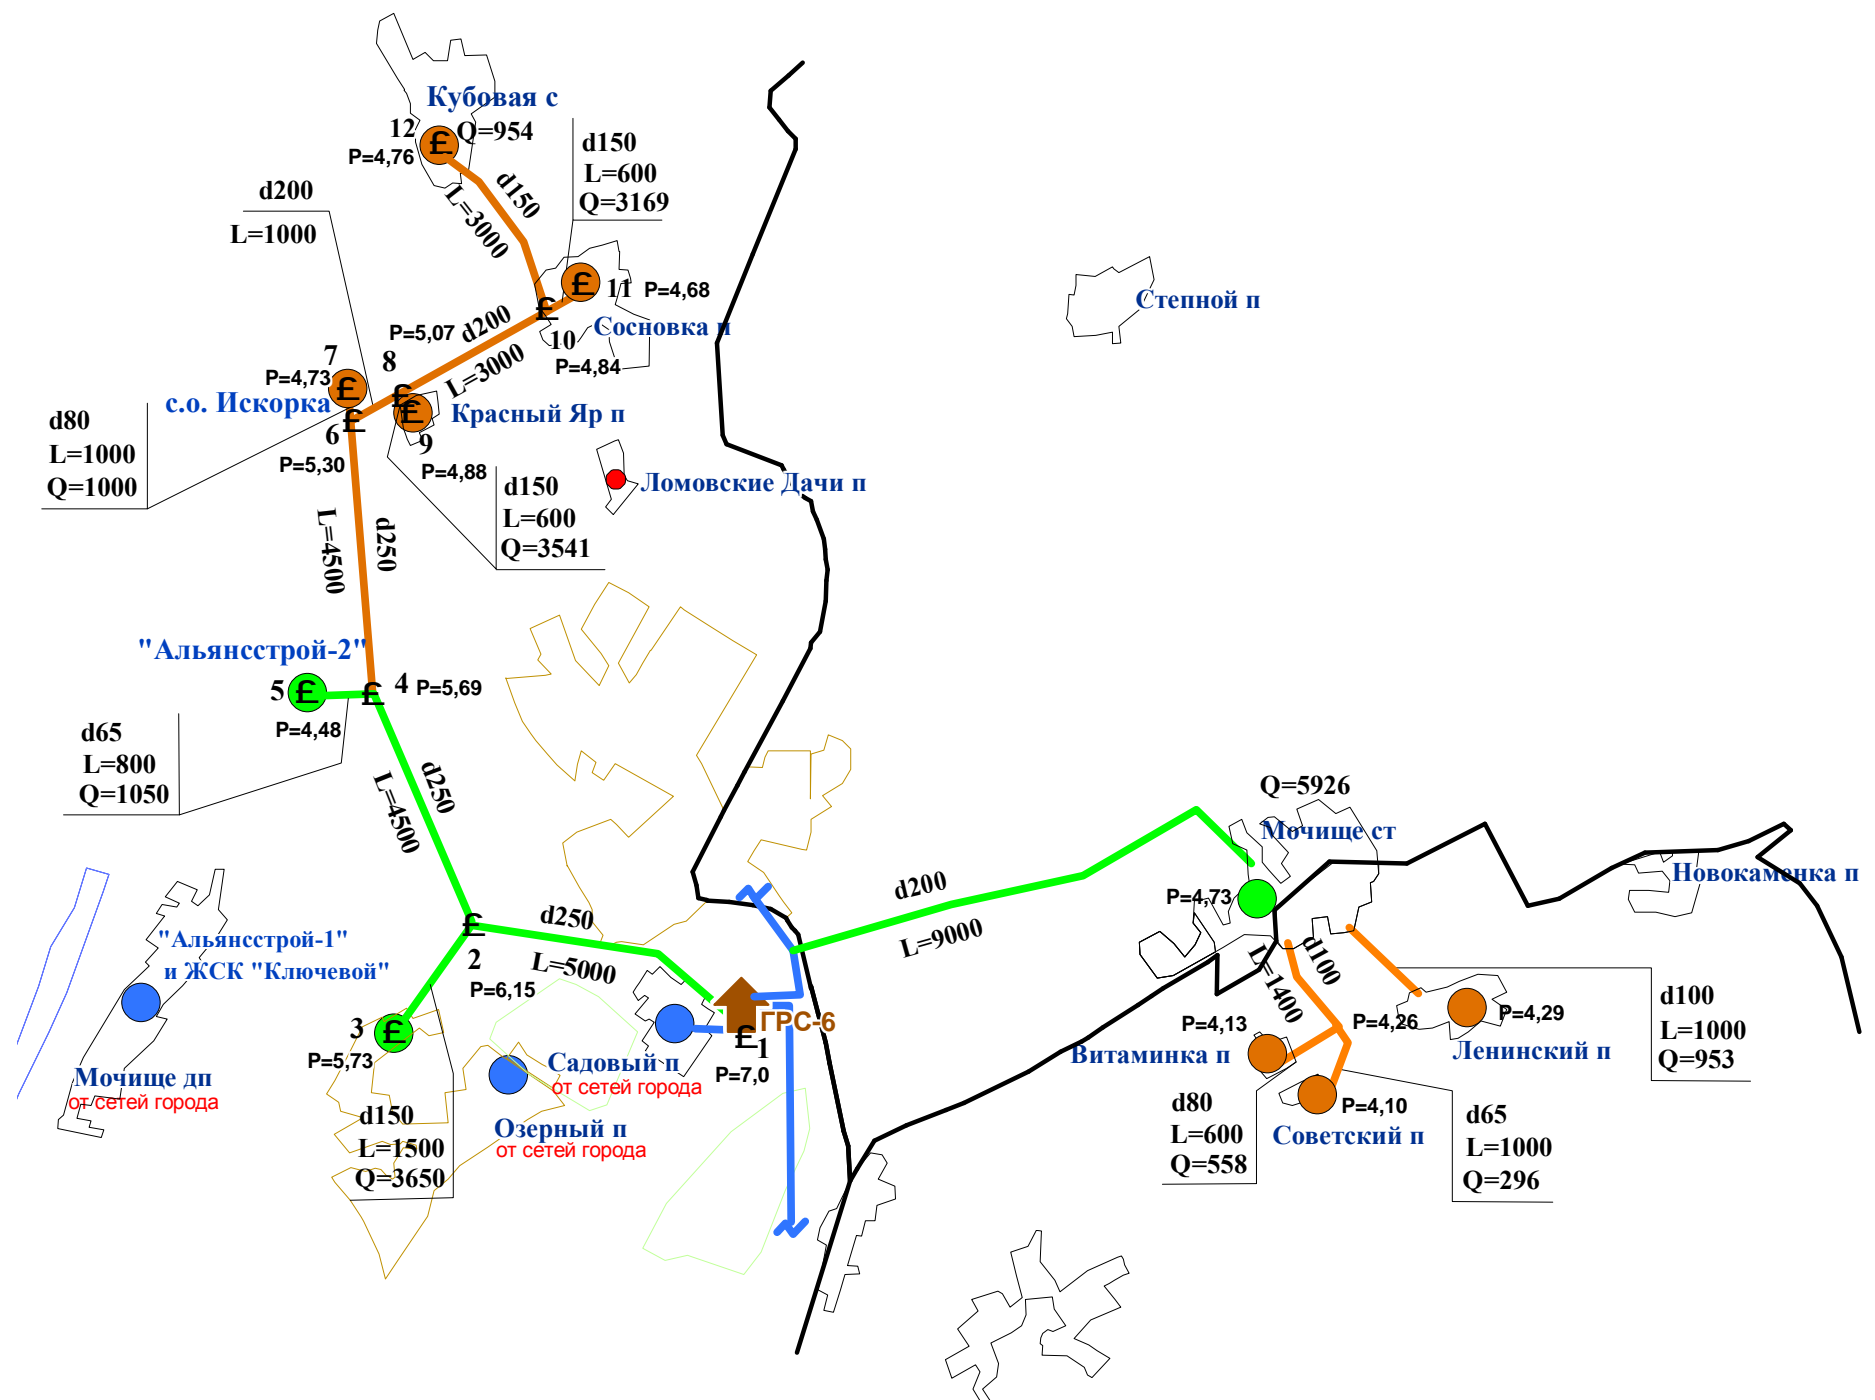 Кубовая с
12
Q=954
P=4,76
d150
L=600
Q=3169
d200
L=1000
d150
L=3000
11
P=4,68
Степной п
P=5,07
d200
Сосновка п
10
8
7
L=3000
P=4,84
P=4,73
с.о. Искорка
Красный Яр п
d80
L=1000
Q=1000
6
9
P=5,30
P=4,88
Ломовские Дачи п
d150
L=600
Q=3541
L=4500
d250
"Альянсстрой-2"
5
4
P=5,69
P=4,48
d65
L=800
Q=1050
d250
L=4500
Q=5926
Мочище ст
Новокаменка п
d200
P=4,73
L=9000
d250
"Альянсстрой-1"
и ЖСК "Ключевой"
2
L=5000
P=6,15
d100
L=1400
d100
L=1000
Q=953
ГРС-6
3
1
P=4,13
P=4,26
P=4,29
P=5,73
Садовый п
от сетей города
P=7,0
Витаминка п
Ленинский п
Мочище дп
от сетей города
d150
L=1500
Q=3650
Озерный п
от сетей города
d80
L=600
Q=558
P=4,10
Советский п
d65
L=1000
Q=296
£
£
£
£
£
£
£
£
£
£
£
£